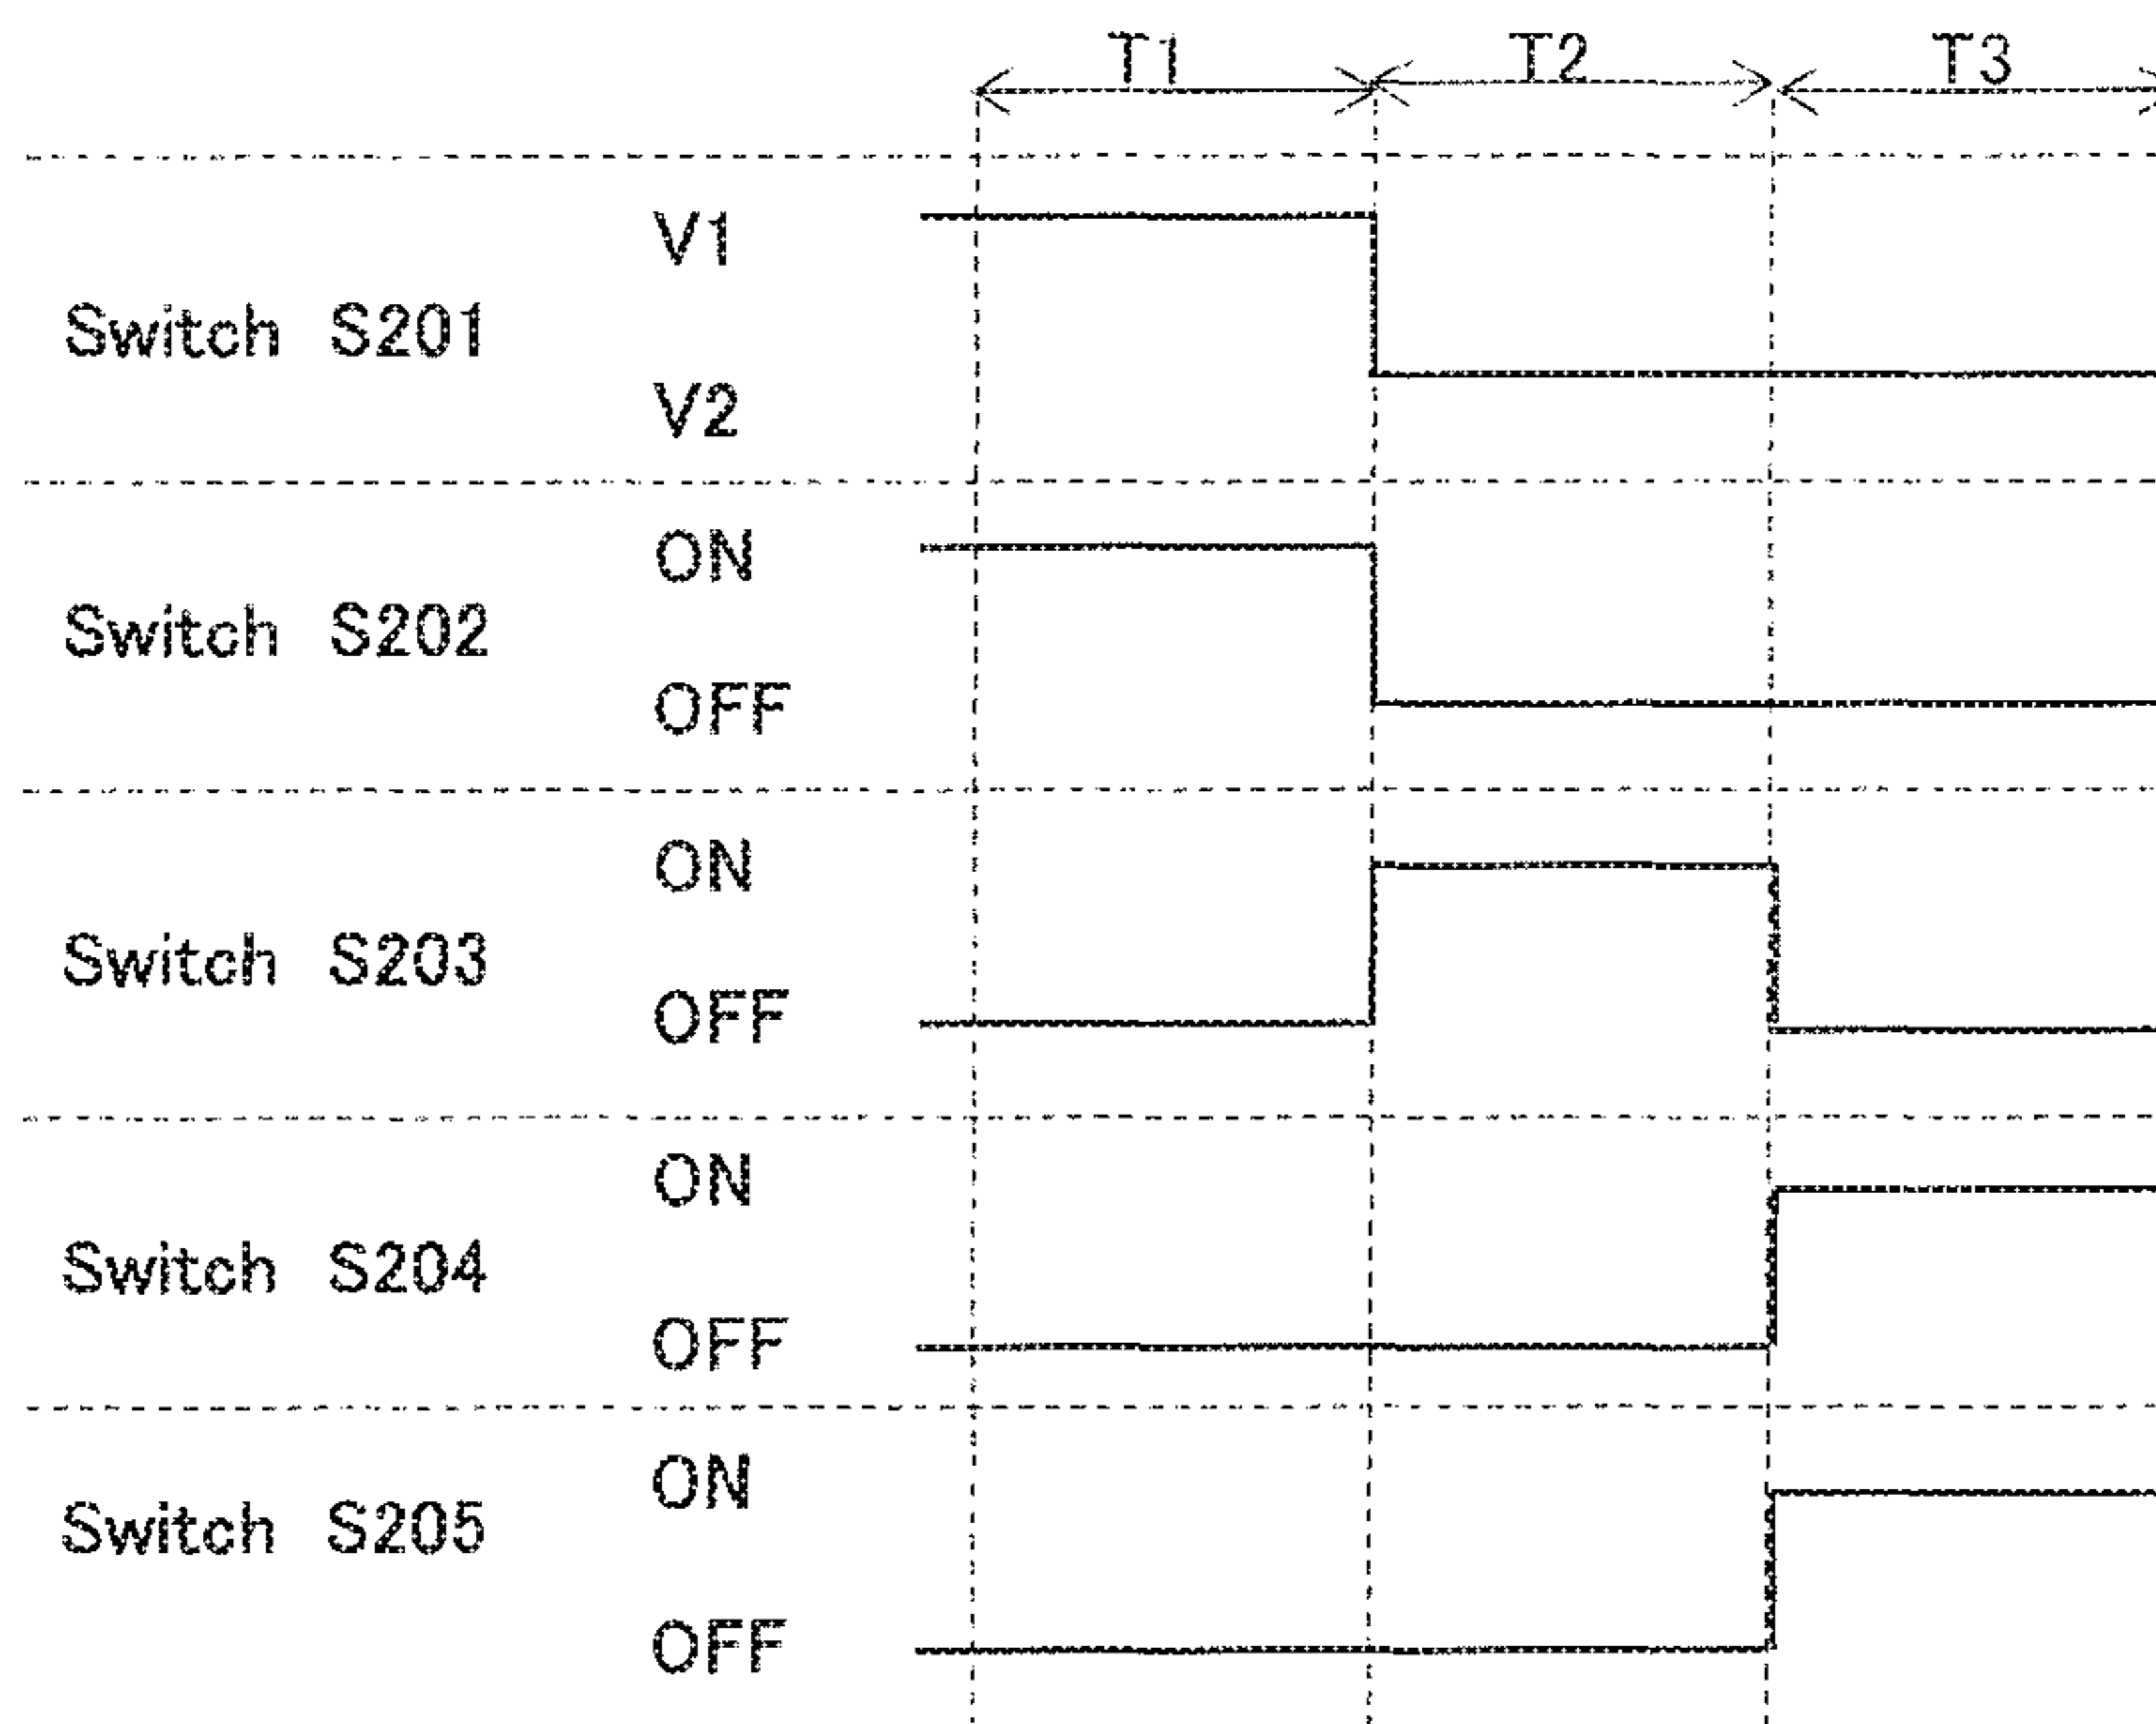 T1 T2 T3
V1
Switch S201
V2
ON
Switch S202
OFF
ON
Switch S203
OFF
ON
Switch S204
OFF
ON
Switch S205
OFF